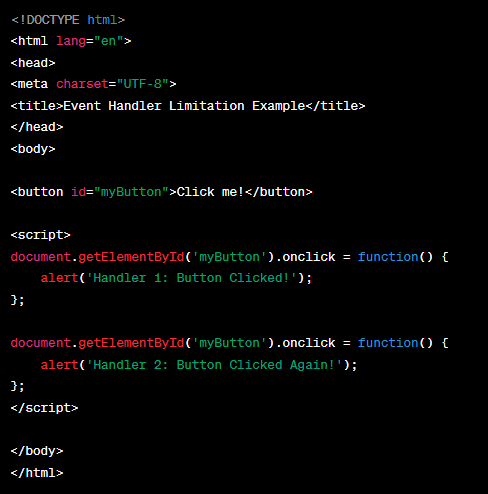 <!DOCTYPE html>
<html lang="en">
<head>
<meta charset="UTF-8">
<title>Event Handler Limitation Example</title>
</head>
<body>
<button id="myButton">Click me!</button>
<script>
document.getElementById('myButton').onclick = function() {
    alert('Handler 1: Button Clicked!');
};
document.getElementById('myButton').onclick = function() {
    alert('Handler 2: Button Clicked Again!');
};
</script>
</body>
</html>